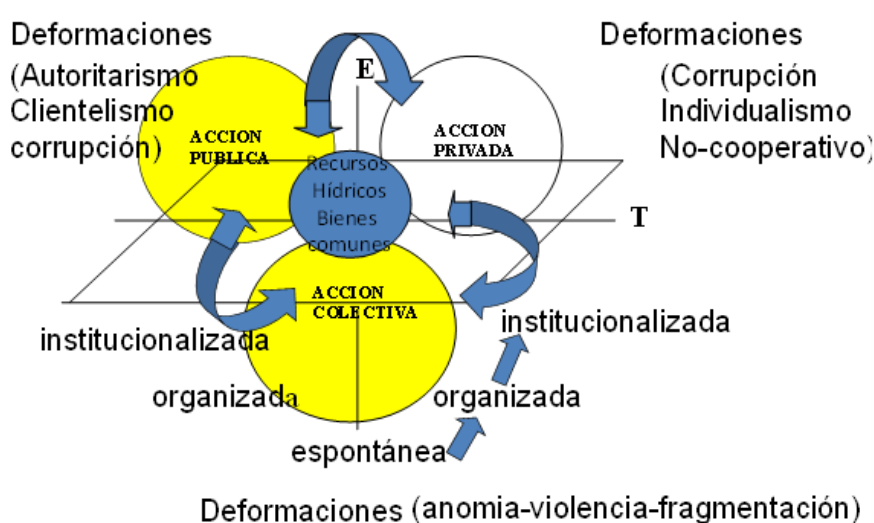 Deformaciones
(Autoritarismo
Clientelismo
corrupción)
Deformaciones
(Corrupción
Individualismo
No-cooperativo)
E
ACCION
PUBLICA
ACCION
PRIVADA
Recursos
Hídricos
Bienes
comunes
T
ACCION
COLECTIVA
institucionalizada
institucionalizada
organizada
organizada
espontánea
Deformaciones (anomia-violencia-fragmentación)